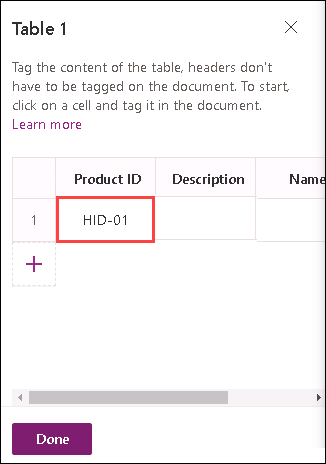 Table 1
Tag the content of the table, headers don't
have to be tagged on the document. To start,
click on a cell and tag it in the document.
Learn more
Product ID Description Name
1 HID-01
Done